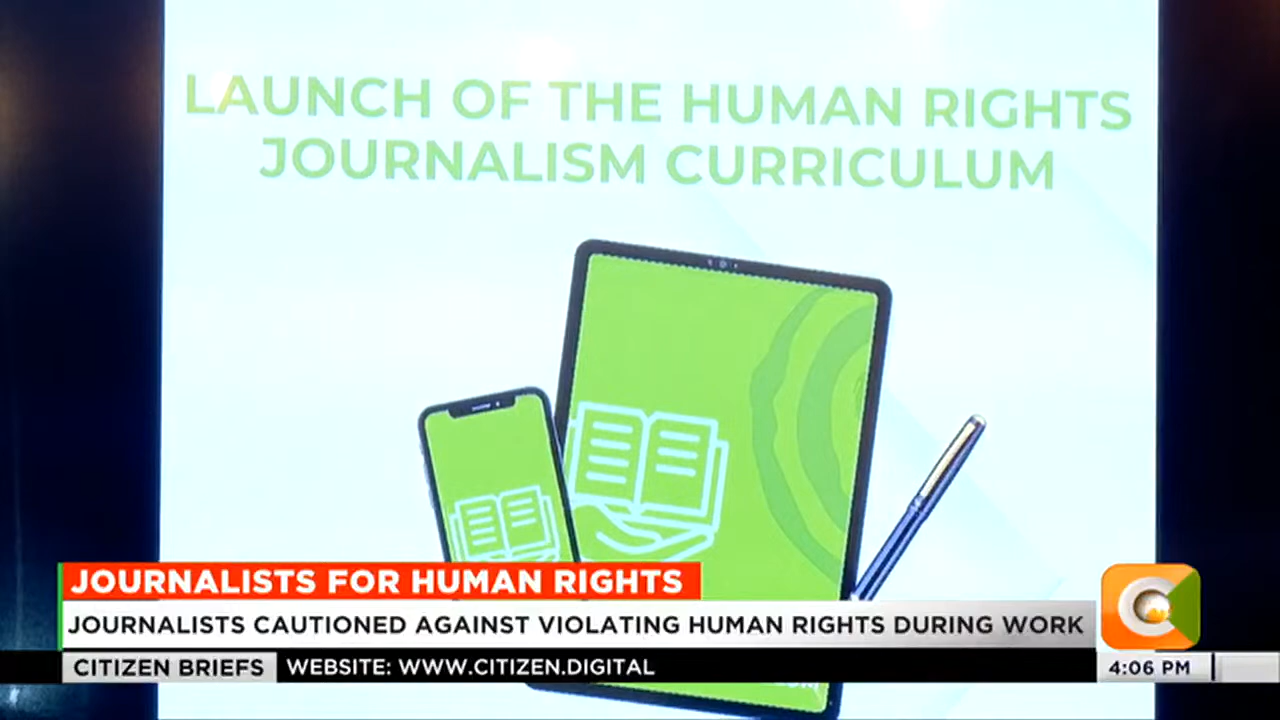 LAUNCH OF THE HUMAN RIGHTS
JOURNALISM CURRICULUM
JOURNALISTS FOR HUMAN RIGHTS
JOURNALISTS CAUTIONED AGAINST VIOLATING HUMAN RIGHTS DURING WORK
CITIZEN BRIEFS WEBSITE: WWW.CITIZEN.DIGITAL 4:06 PM